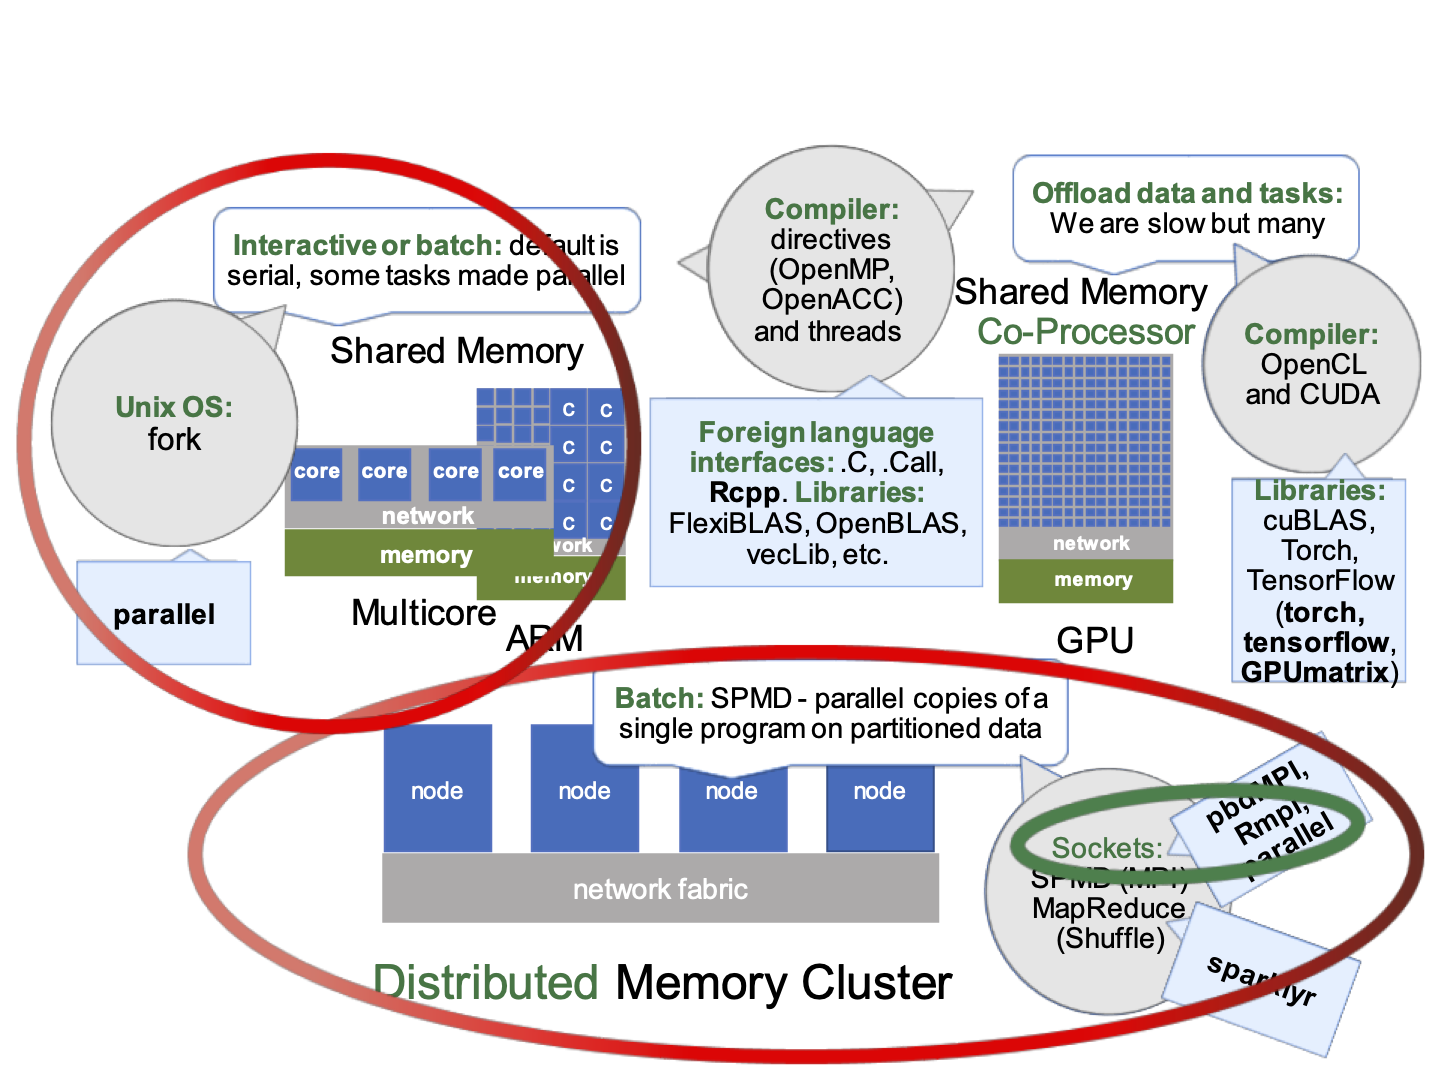 Interactive or batch: default is
serial, some tasks made parallel
Unix OS:
fork
parallel
Shared Memory
C C
C C
C C
C C
core core core core
network
memory
work
memory
Multicore
ARM
Compiler:
directives
(OpenMP,
OpenACC)
and threads
Foreign language
interfaces: .C, .Call,
Rcpp. Libraries:
FlexiBLAS, OpenBLAS,
vecLib, etc.
Offload data and tasks:
We are slow but many
Shared Memory
Co-Processor
network
memory
GPU
Compiler:
OpenCL
and CUDA
Libraries:
cuBLAS,
Torch,
TensorFlow
(torch,
tensorflow,
GPUmatrix)
Batch: SPMD - parallel copies of a
single program on partitioned data
node node node node
network fabric
Distributed Memory Cluster
Sockets:
SPMD (MPI)
MapReduce
(Shuffle)
pbdMPI,
Rmpi,
parallel
sparklyr